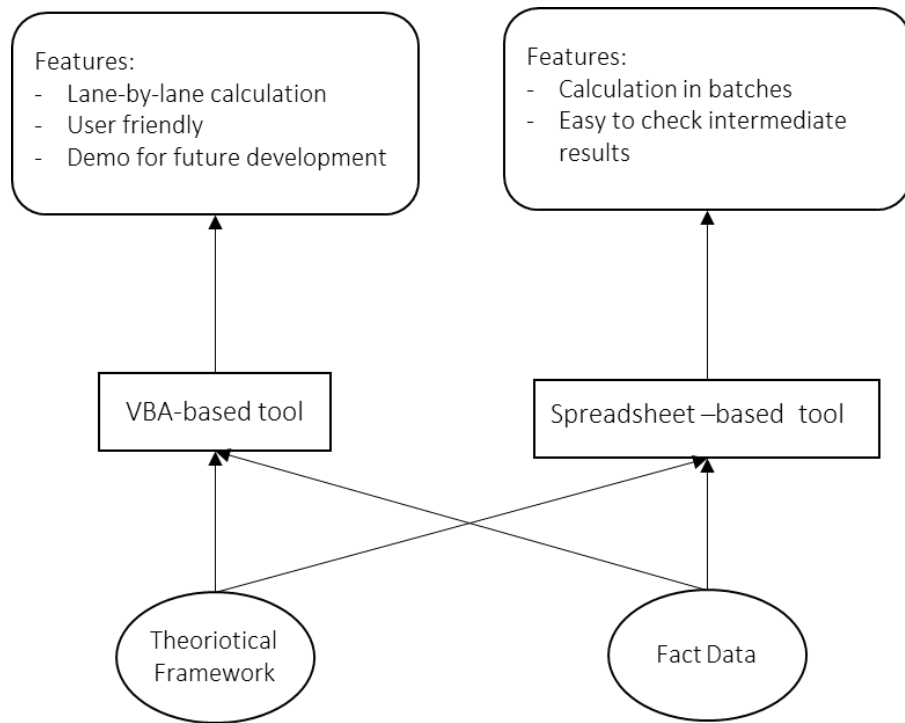 Features:
- Lane-by-lane calculation
- User friendly
- Demo for future development
Features:
- Calculation in batches
- Easy to check intermediate
results
VBA-based tool
Spreadsheet –based tool
Theoriotical
Framework
Fact Data